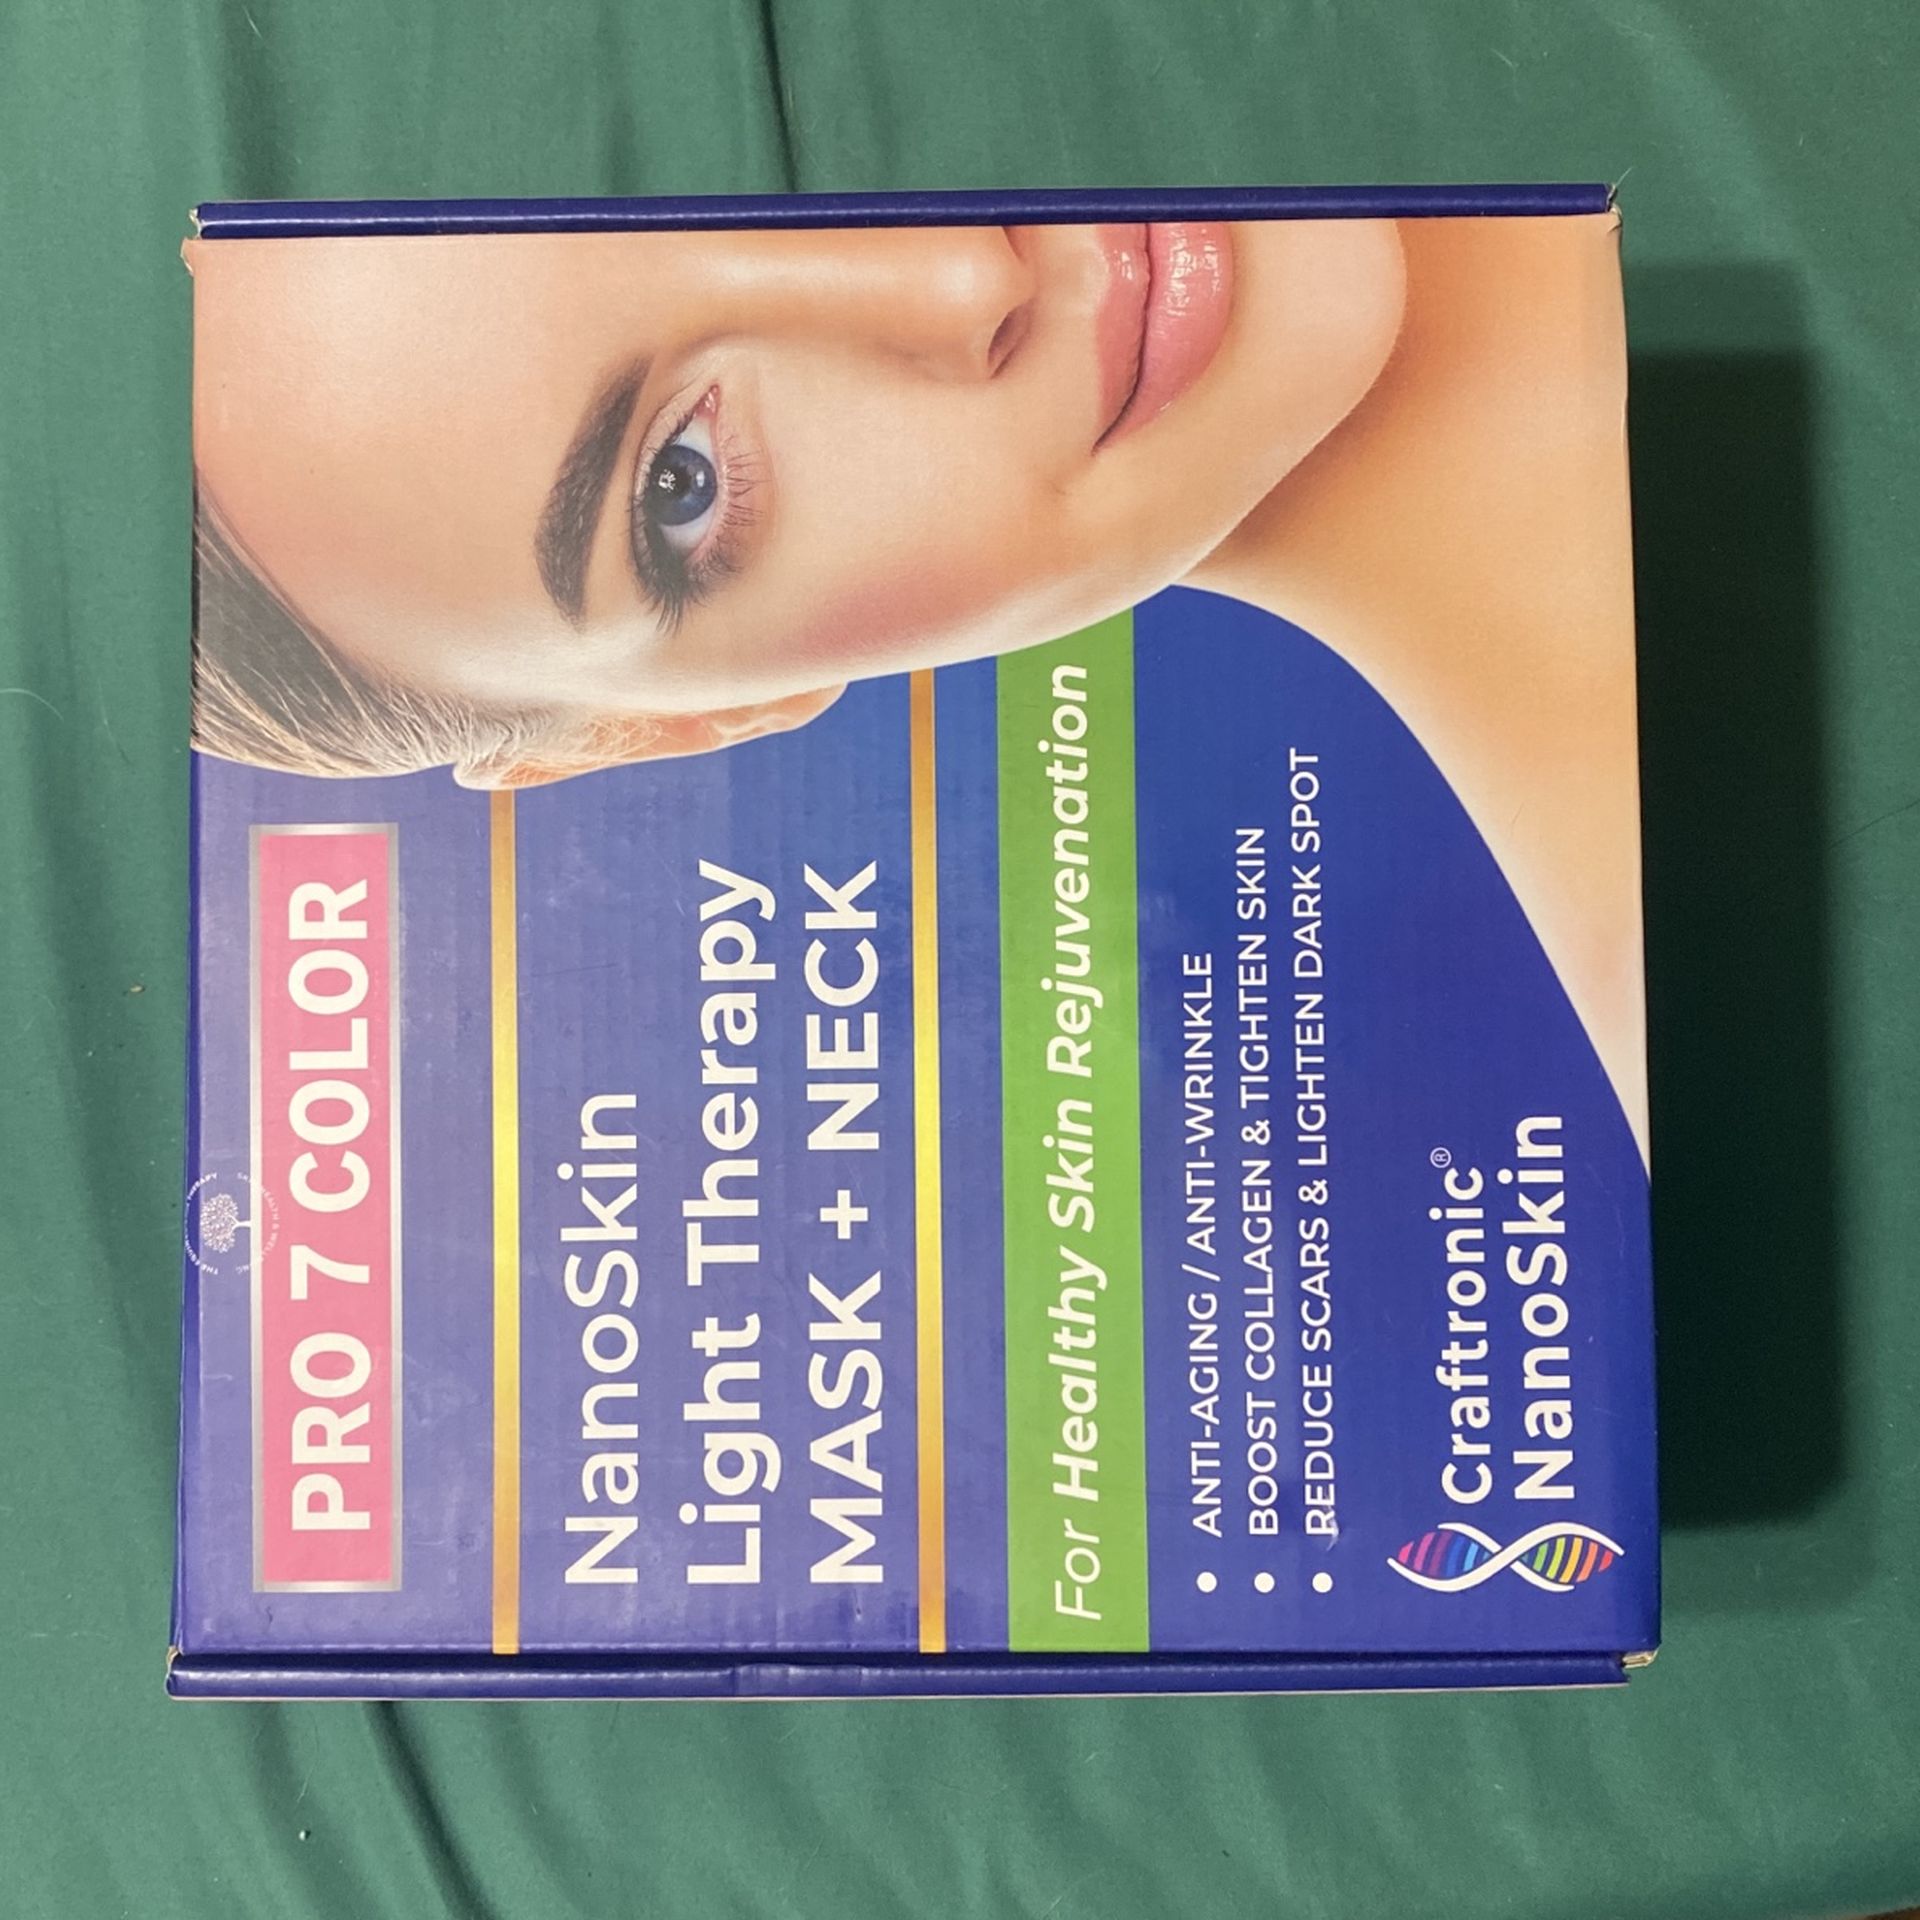 PRO 7 COLOR
NanoSkin
Light Therapy
MASK + NECK
For Healthy Skin Rejuvenation
• ANTI-AGING / ANTI-WRINKLE
• BOOST COLLAGEN & TIGHTEN SKIN
• REDUCE SCARS & LIGHTEN DARK SPOT
Craftronic®
NanoSkin